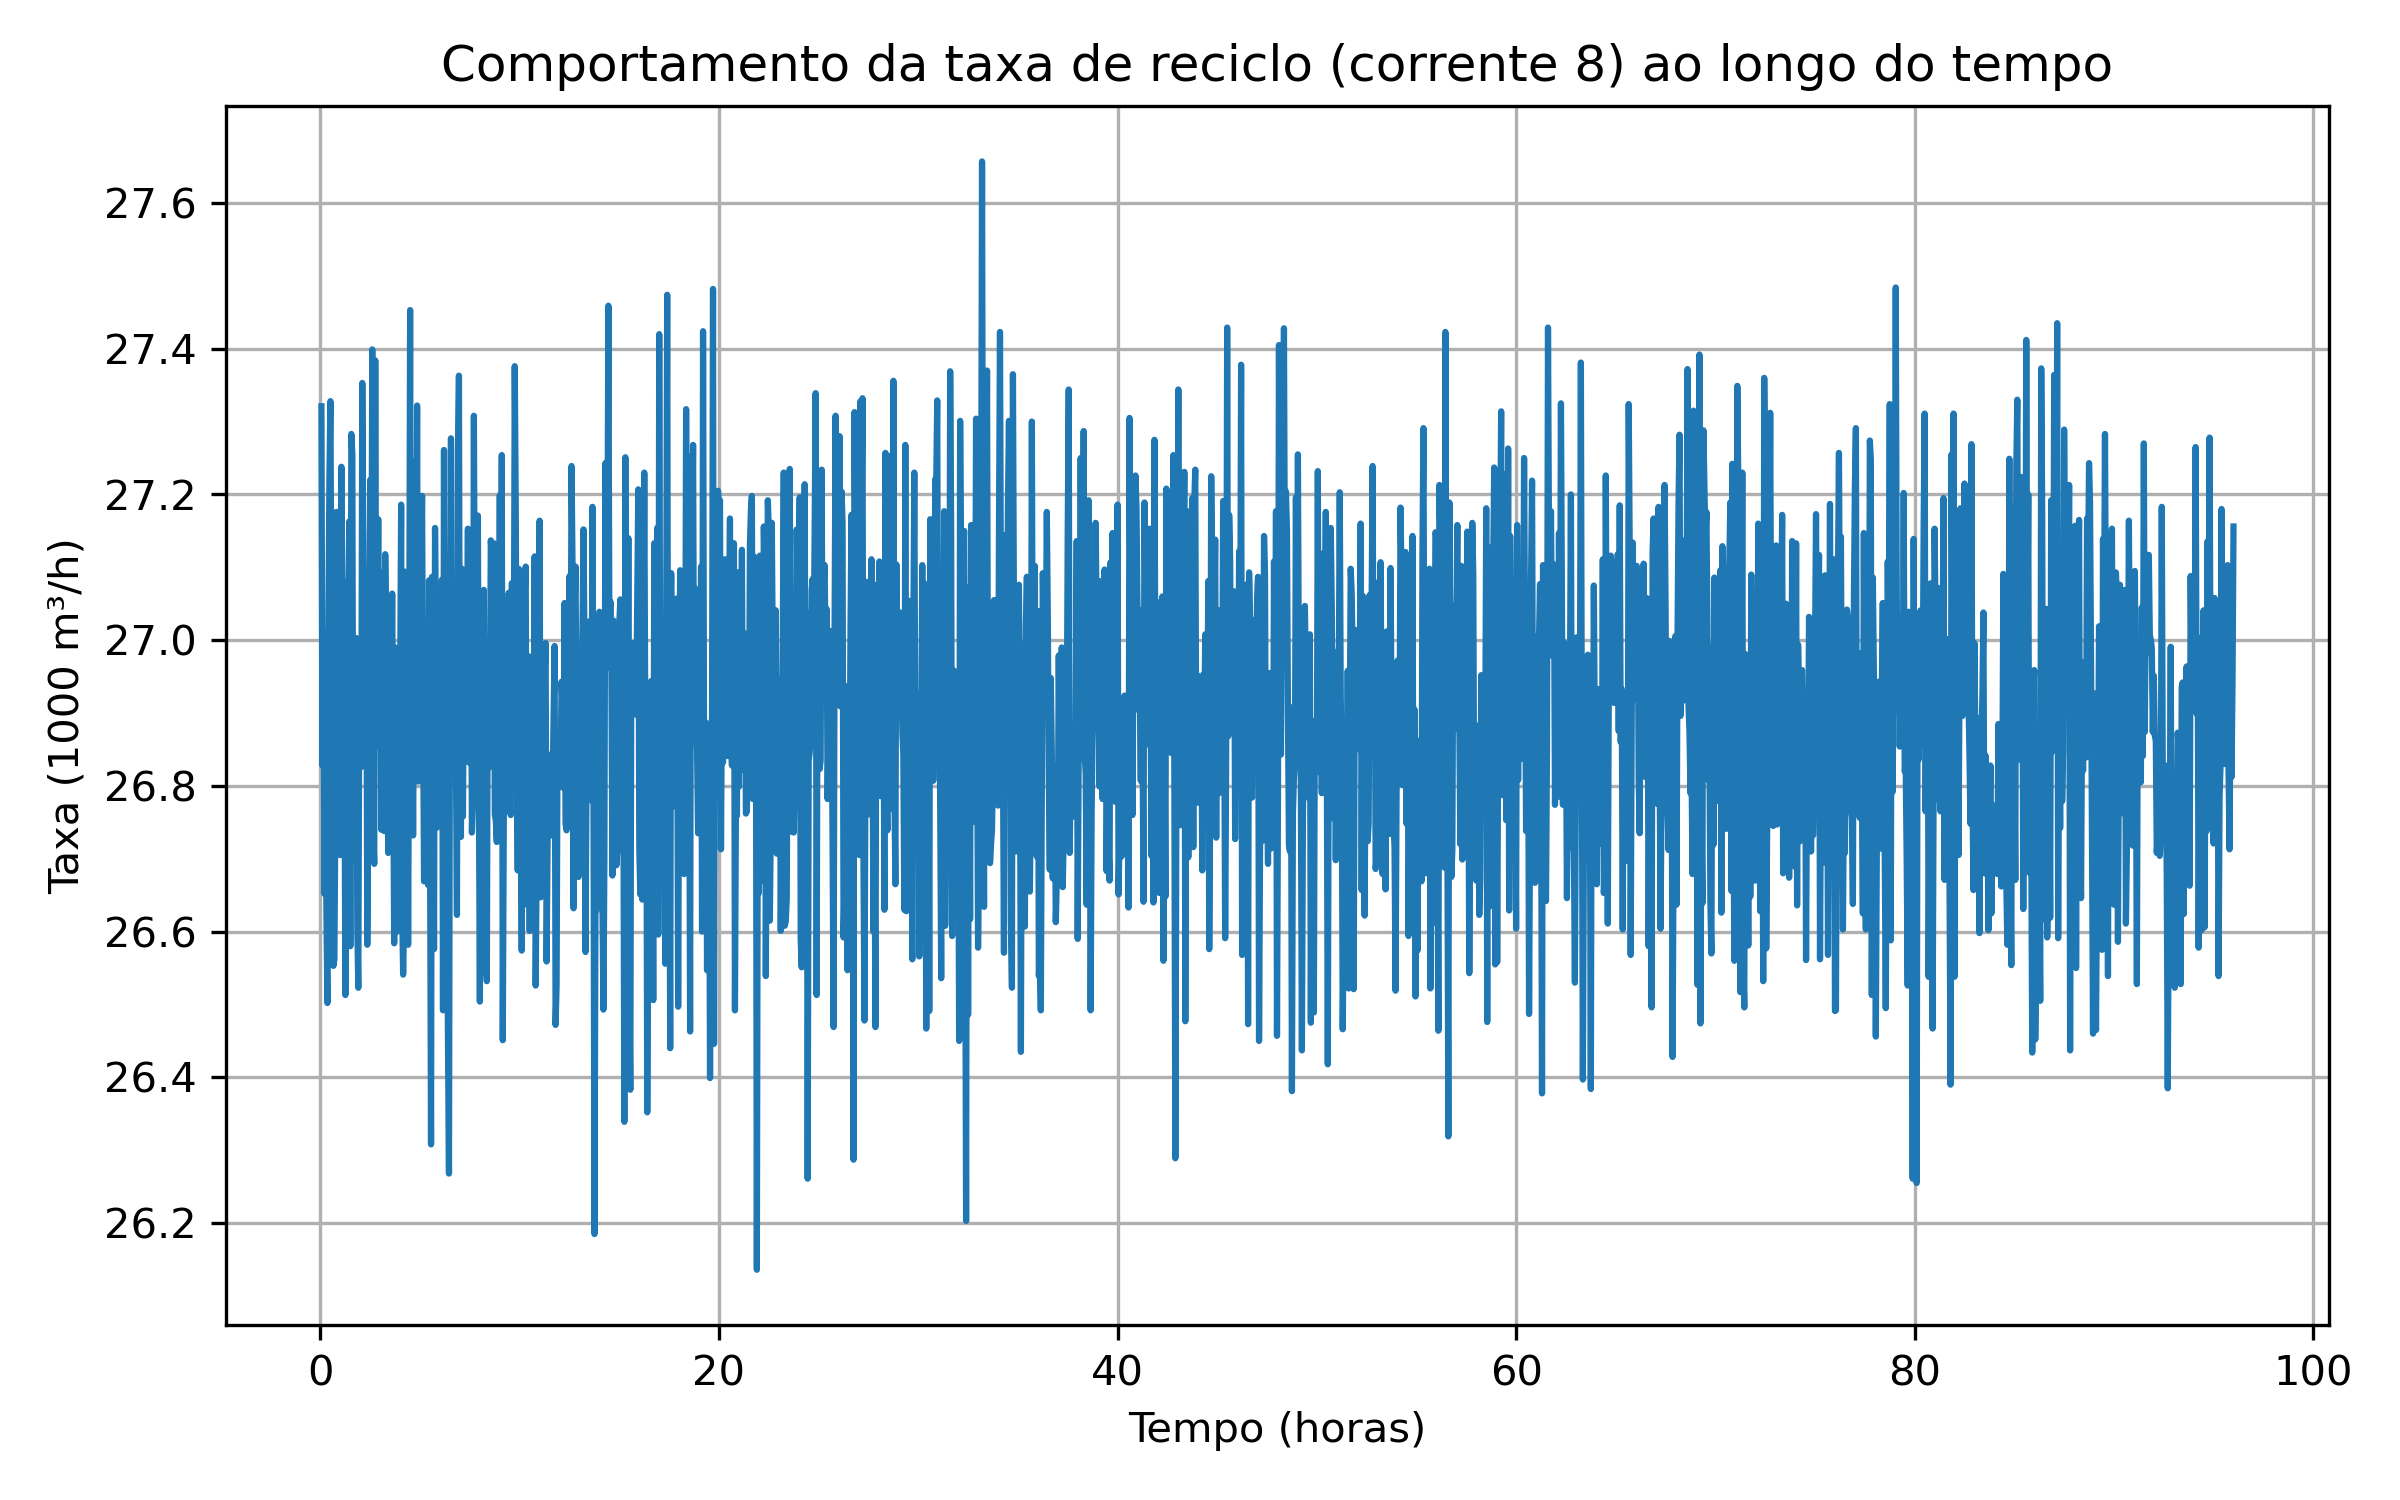 Comportamento da taxa de reciclo (corrente 8) ao longo do tempo
Taxa (1000 m³/h)
27.6
27.4
27.2
27.0
26.8
26.6
26.4
26.2
0 20 40 60 80 100
Tempo (horas)